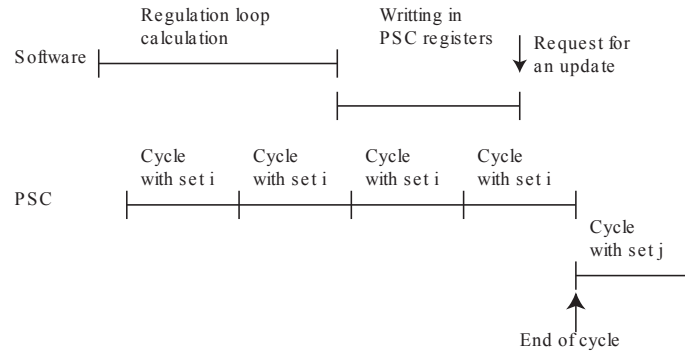 Regulation loop
calculation
Writting in
PSC registers
Software
Request for
an update
Cycle
with set i
Cycle
with set i
Cycle
with set i
Cycle
with set i
PSC
Cycle
with set j
End of cycle